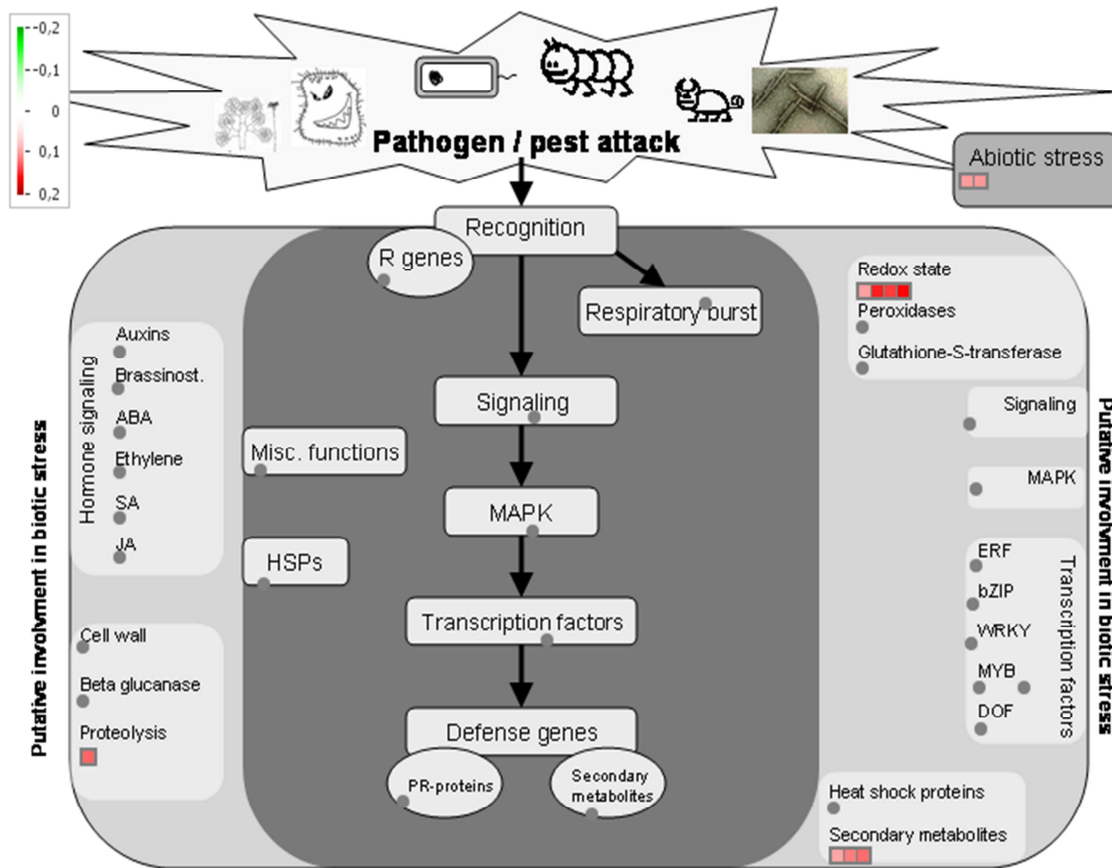 --0,2
--0,1
0
0,1
0,2
Pathogen / pest attack
Abiotic stress
Recognition
R genes
Respiratory burst
Redox state
Peroxidases
Glutathione-S-transferase
Hormone signaling
Auxins
Brassinost.
ABA
Ethylene
SA
JA
Signaling
Signaling
Misc. functions
MAPK
MAPK
HSPs
ERF
bZIP
WRKY
MYB
DOF
Transcription factors
Transcription factors
Putative involvment in biotic stress
Putative involvment in biotic stress
Cell wall
Beta glucanase
Proteolysis
Defense genes
PR-proteins
Secondary
metabolites
Heat shock proteins
Secondary metabolites